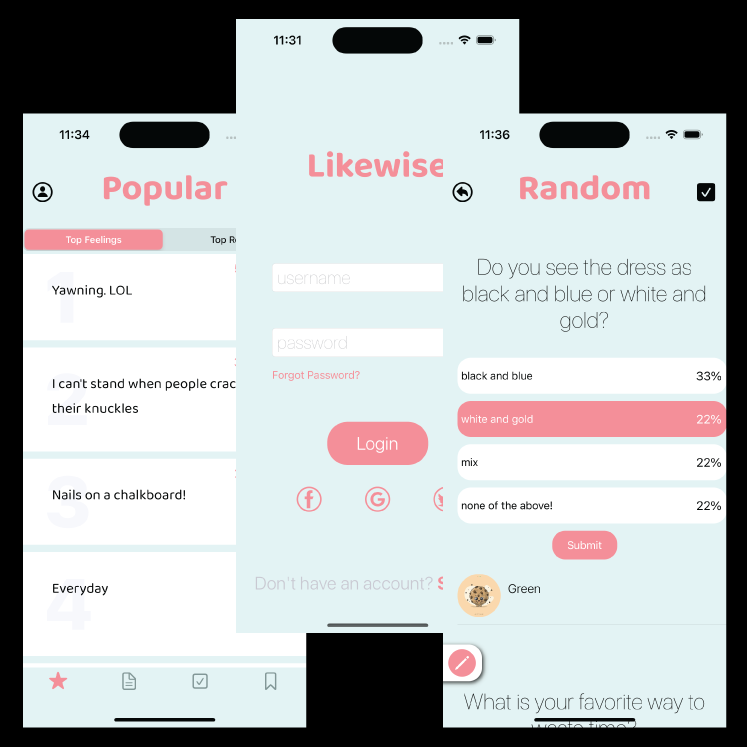 11:34
Popular
Top Feelings
Top R
1
Yawning. LOL
2
I can't stand when people crac
their knuckles
3
Nails on a chalkboard!
4
Everyday
11:31
Likewise
username
password
Forgot Password?
Login
Don't have an account?
11:36
Random
Do you see the dress as
black and blue or white and
gold?
black and blue 33%
white and gold 22%
mix 22%
none of the above! 22%
Submit
Green
What is your favorite way to
waste time?